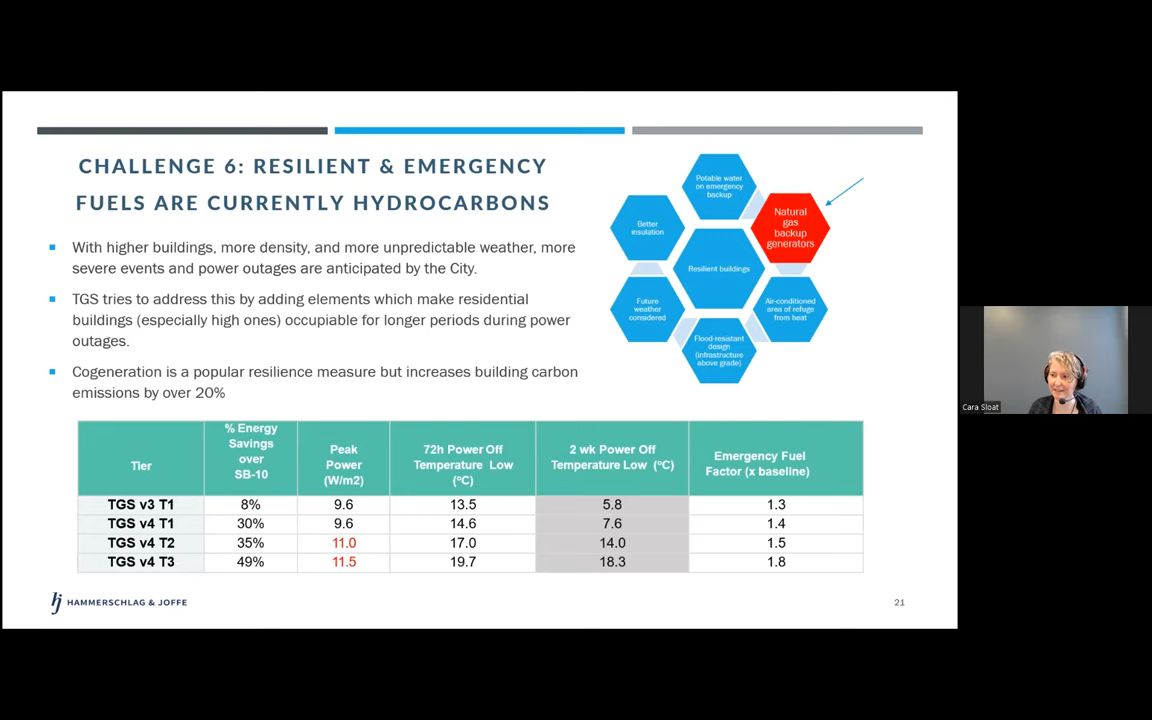 CHALLENGE 6: RESILIENT & EMERGENCY
FUELS ARE CURRENTLY HYDROCARBONS
With higher buildings, more density, and more unpredictable weather, more
severe events and power outages are anticipated by the City.
TGS tries to address this by adding elements which make residential
buildings (especially high ones) occupiable for longer periods during power
outages.
Cogeneration is a popular resilience measure but increases building carbon
emissions by over 20%
Potable water
on emergency
backup
Natural
gas
backup
generators
Better
insulation
Resilient buildings
Future
weather
considered
Air-conditioned
area of refuge
from heat
Flood-resistant
design
(infrastructure
above grade)
Tier
% Energy
Savings
over
SB-10
Peak
Power
(W/m2)
72h Power Off
Temperature Low
(°C)
2 wk Power Off
Temperature Low (°C)
Emergency Fuel
Factor (x baseline)
TGS v3 T1 8% 9.6 13.5 5.8 1.3
TGS v4 T1 30% 9.6 14.6 7.6 1.4
TGS v4 T2 35% 11.0 17.0 14.0 1.5
TGS v4 T3 49% 11.5 19.7 18.3 1.8
hj HAMMERSCHLAG & JOFFE
21
Cara Sloat